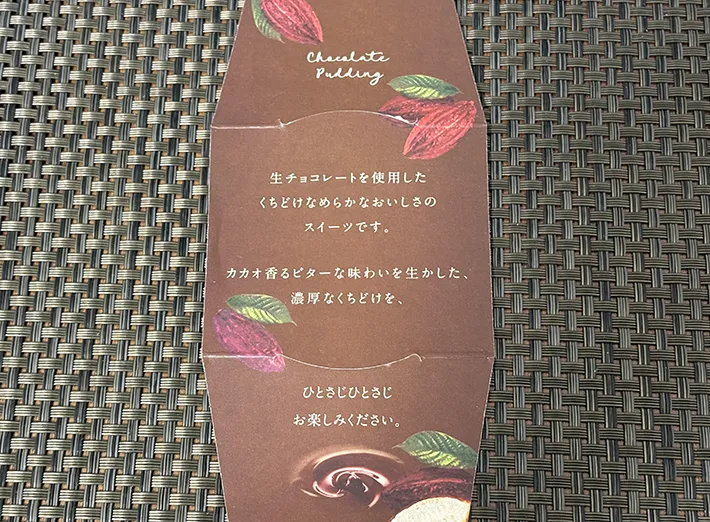 Chocolate
Pudding
生チョコレートを使用した
くちどけなめらかなおいしさの
スイーツです。
カカオ香るビターな味わいを生かした、
濃厚なくちどけを、
ひとさじひとさじ
お楽しみください。